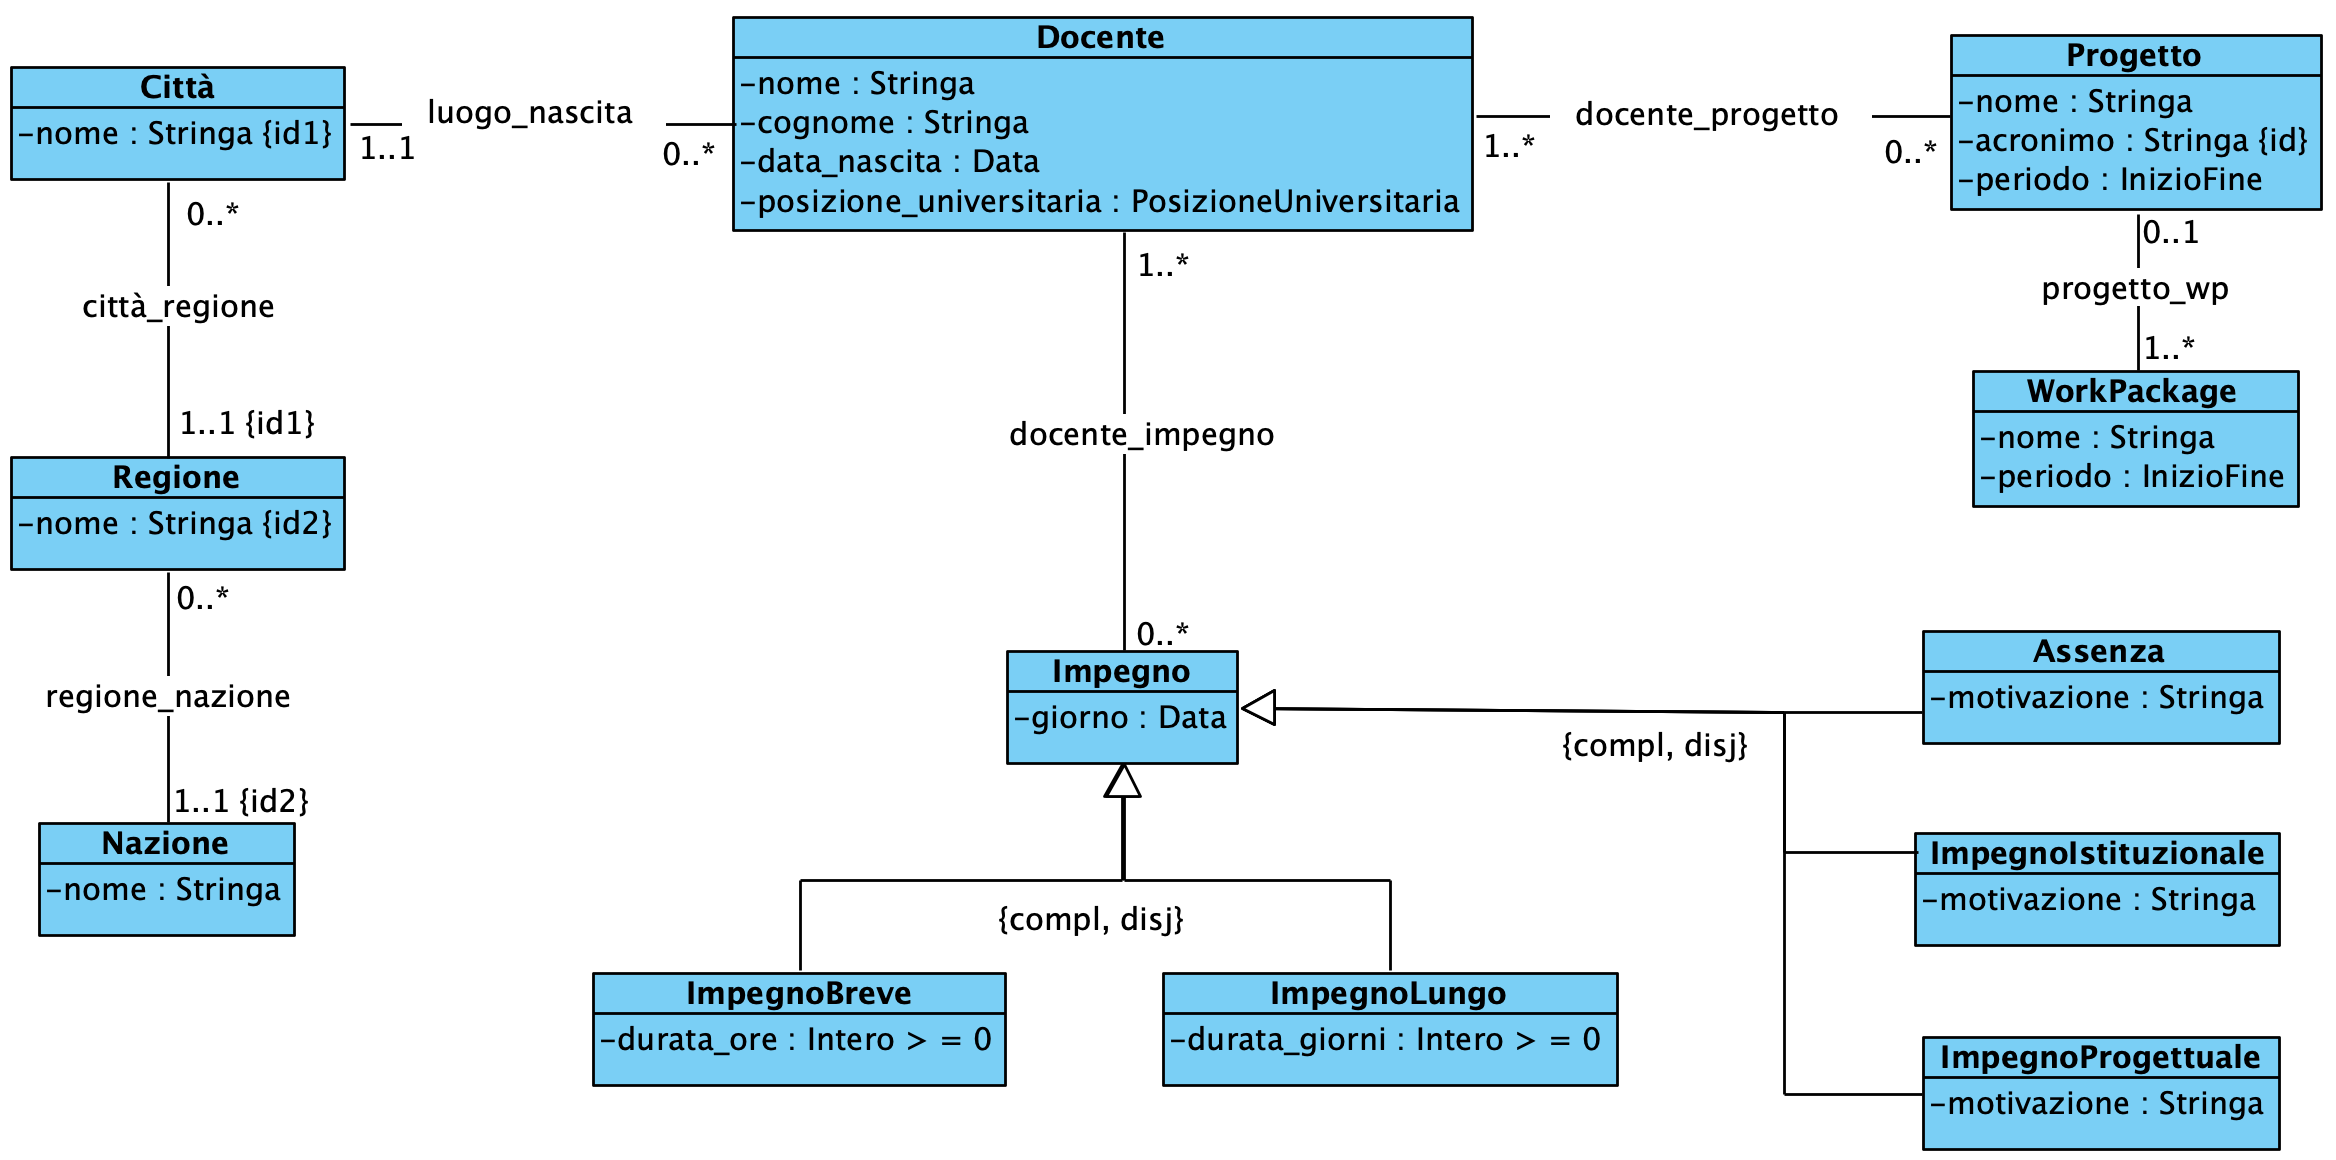 Città
-nome : Stringa {id1}
1..1
luogo_nascita
0..*
Docente
-nome : Stringa
-cognome : Stringa
-data_nascita : Data
-posizione_universitaria : PosizioneUniversitaria
1..*
docente_progetto
0..*
Progetto
-nome : Stringa
-acronimo : Stringa {id}
-periodo : InizioFine
0..*
città_regione
1..1 {id1}
Regione
-nome : Stringa {id2}
0..*
regione_nazione
1..1 {id2}
Nazione
-nome : Stringa
1..*
docente_impegno
0..*
Impegno
-giorno : Data
0..1
progetto_wp
1..*
WorkPackage
-nome : Stringa
-periodo : InizioFine
{compl, disj}
Assenza
-motivazione : Stringa
ImpegnoIstituzionale
-motivazione : Stringa
ImpegnoProgettuale
-motivazione : Stringa
{compl, disj}
ImpegnoBreve
-durata_ore : Intero > = 0
ImpegnoLungo
-durata_giorni : Intero > = 0